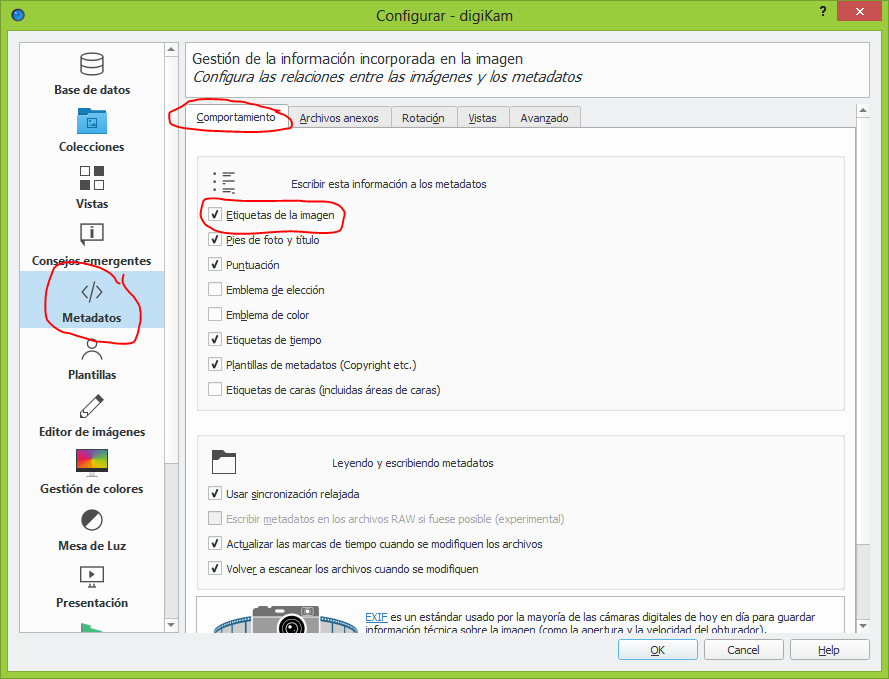 Configurar - digiKam
?
Base de datos
Colecciones
Vistas
Consejos emergentes
Metadatos
Plantillas
Editor de imágenes
Gestión de colores
Mesa de Luz
Presentación
Gestión de la información incorporada en la imagen
Configura las relaciones entre las imágenes y los metadatos
Comportamiento Archivos anexos Rotación Vistas Avanzado
Escribir esta información a los metadatos
Etiquetas de la imagen
Pies de foto y título
Puntuación
Emblema de elección
Emblema de color
Etiquetas de tiempo
Plantillas de metadatos (Copyright etc.)
Etiquetas de caras (incluidas áreas de caras)
Leyendo y escribiendo metadatos
Usar sincronización relajada
Escribir metadatos en los archivos RAW si fuese posible (experimental)
Actualizar las marcas de tiempo cuando se modifiquen los archivos
Volver a escanear los archivos cuando se modifiquen
EXIF es un estándar usado por la mayoría de las cámaras digitales de hoy en día para guardar
información técnica sobre la imagen (como la apertura y la velocidad del obturador).
OK Cancel Help